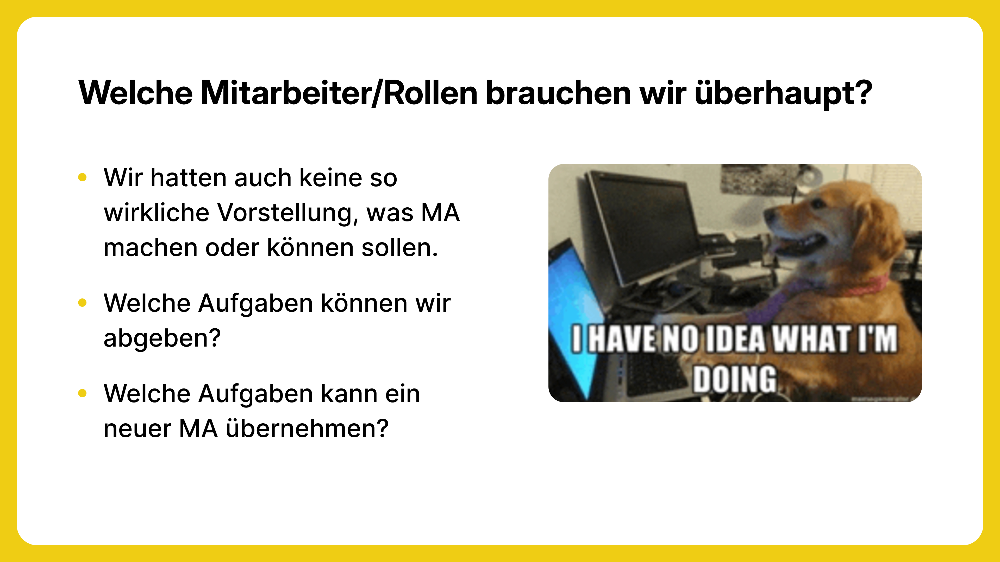 Welche Mitarbeiter/Rollen brauchen wir überhaupt?
Wir hatten auch keine so
wirkliche Vorstellung, was MA
machen oder können sollen.
Welche Aufgaben können wir
abgeben?
Welche Aufgaben kann ein
neuer MA übernehmen?
I HAVE NO IDEA WHAT I'M
DOING